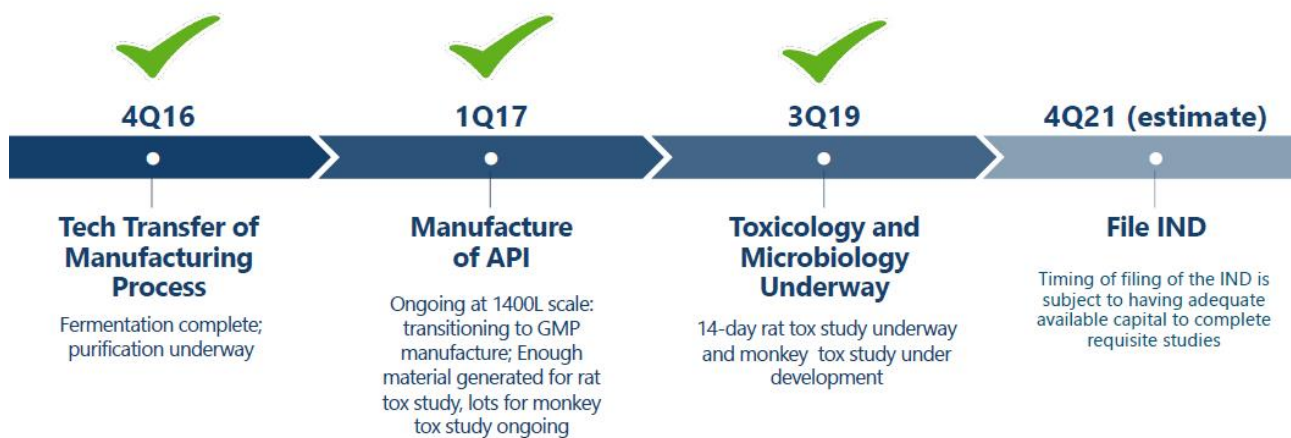 4Q16
Tech Transfer of
Manufacturing
Process
Fermentation complete;
purification underway
1Q17
Manufacture
of API
Ongoing at 1400L scale:
transitioning to GMP
manufacture; Enough
material generated for rat
tox study, lots for monkey
tox study ongoing
3Q19
Toxicology and
Microbiology
Underway
14-day rat tox study underway
and monkey tox study under
development
4Q21 (estimate)
File IND
Timing of filing of the IND is
subject to having adequate
available capital to complete
requisite studies